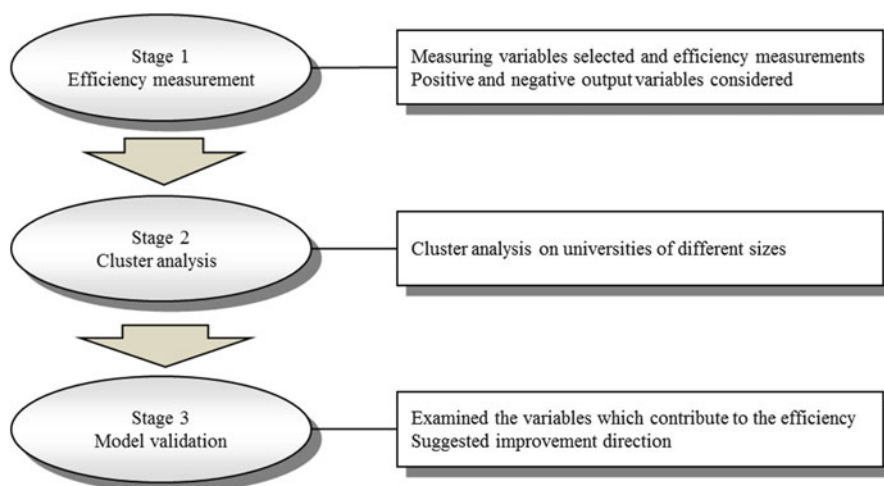 Stage 1
Efficiency measurement
Measuring variables selected and efficiency measurements
Positive and negative output variables considered
Stage 2
Cluster analysis
Cluster analysis on universities of different sizes
Stage 3
Model validation
Examined the variables which contribute to the efficiency
Suggested improvement direction